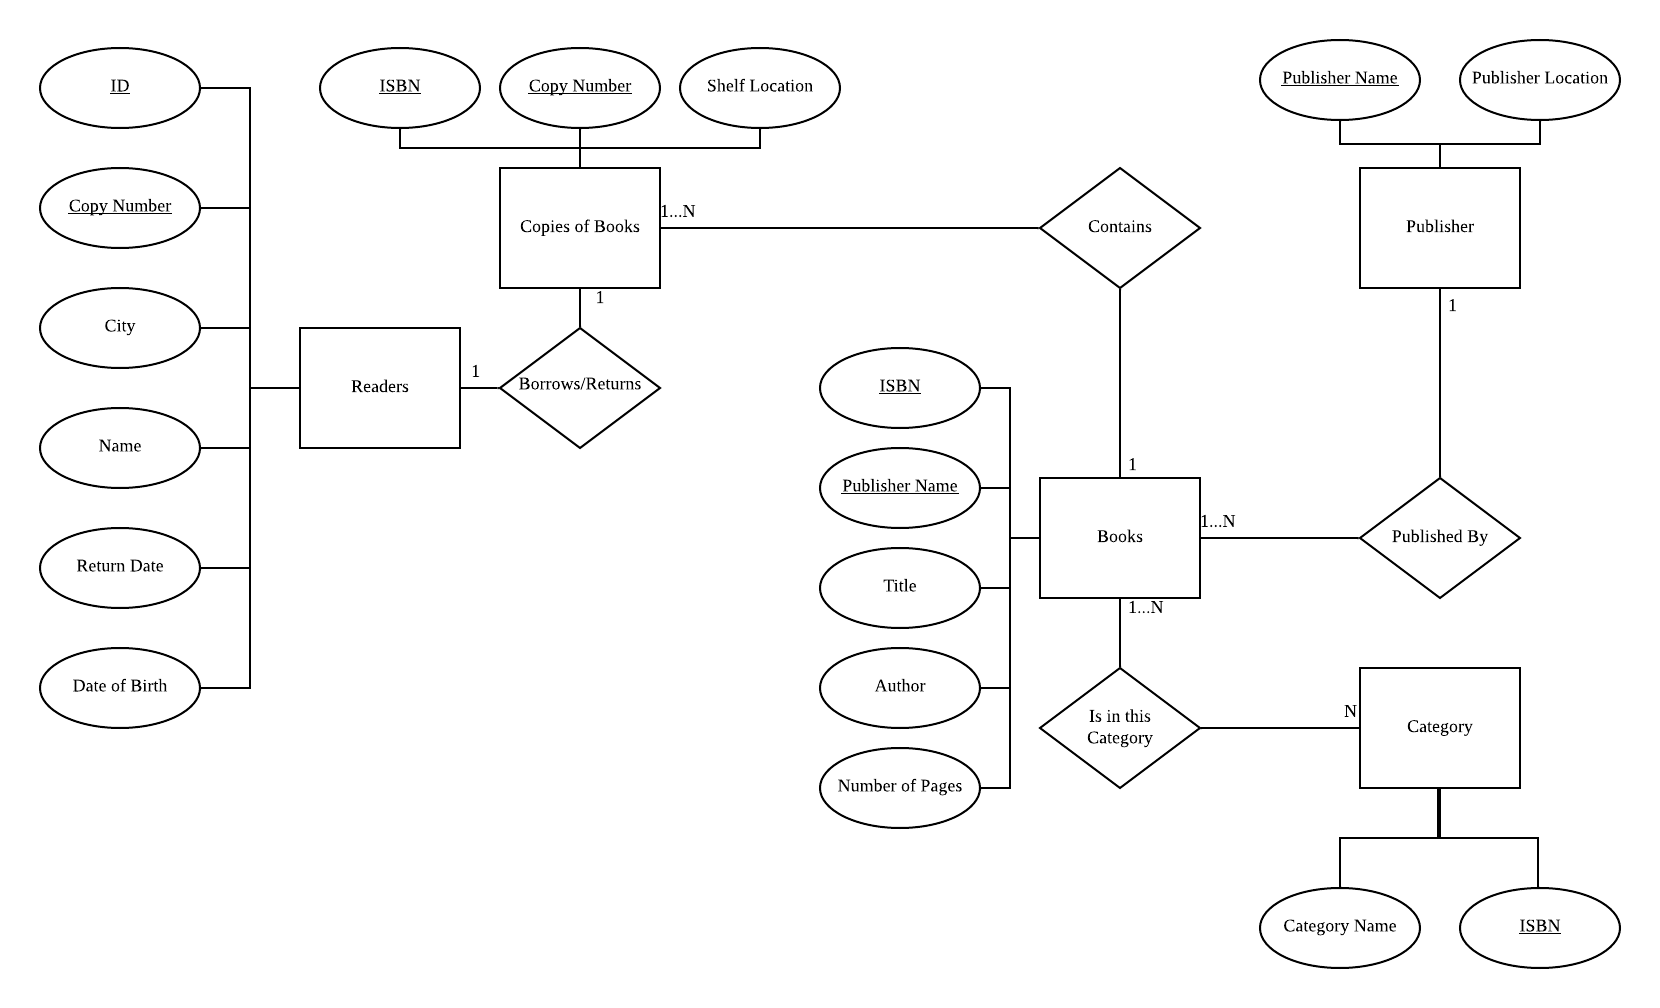 ID
ISBN
Copy Number
Shelf Location
Publisher Name
Publisher Location
Copy Number
1...N
Copies of Books
Contains
Publisher
1
1
City
1
Readers
Borrows/Returns
ISBN
Name
1
Publisher Name
1...N
Books
Published By
Return Date
Title
1...N
Date of Birth
Author
Is in this
Category
N
Category
Number of Pages
Category Name
ISBN